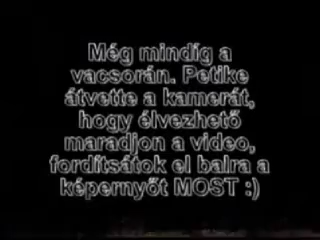 Még mindig a
vacsorán. Petike
átvette a kamerát,
hogy élvezhető
maradjon a video,
fordítsátok el balra a
képernyőt MOST :)